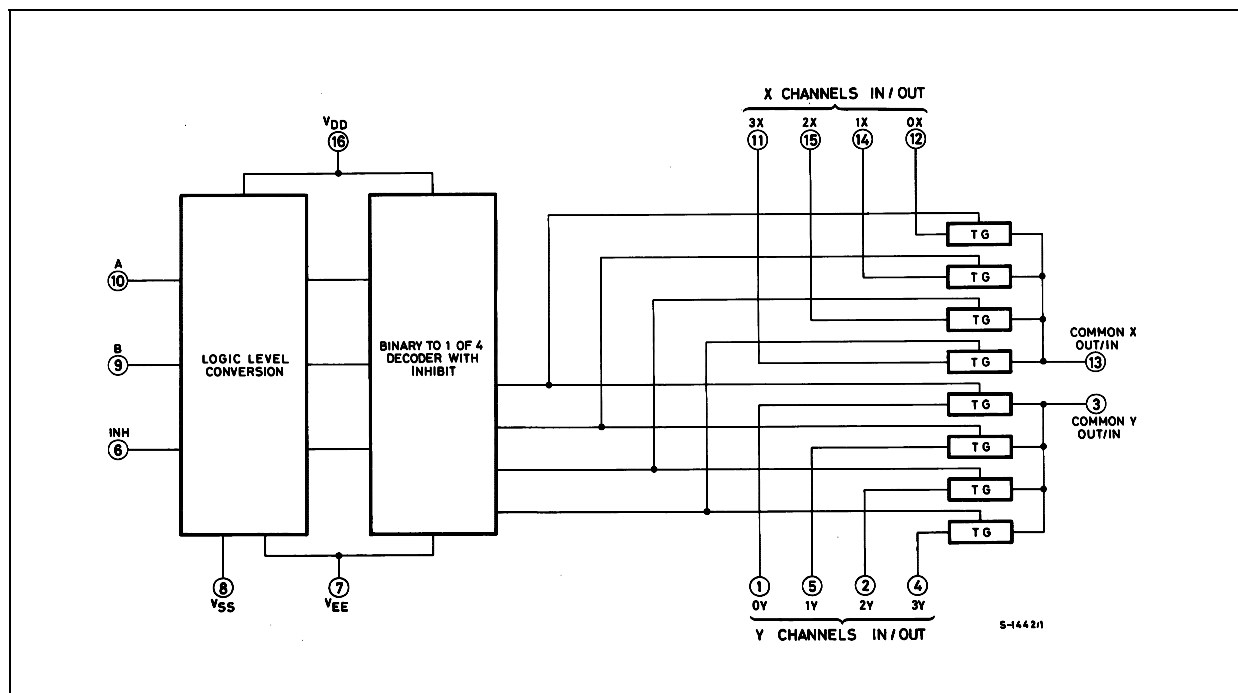 X CHANNELS IN/OUT
3X 2X 1X 0X
11 15 14 12
VDD
16
TG
TG
TG
TG
TG
TG
TG
TG
A
10
B
9
INH
6
LOGIC LEVEL
CONVERSION
BINARY TO 1 OF 4
DECODER WITH
INHIBIT
COMMON X
OUT/IN
13
3
COMMON Y
OUT/IN
8
VSS
7
VEE
1 5 2 4
0Y 1Y 2Y 3Y
Y CHANNELS IN/OUT
S-1442/1